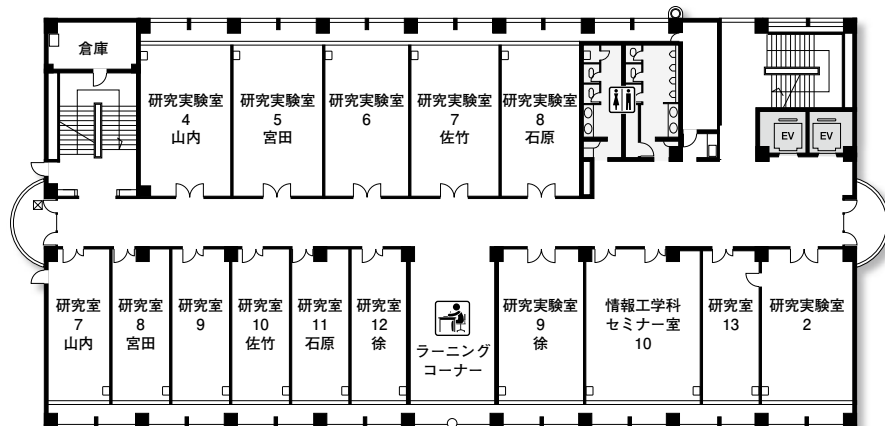 倉庫
研究実験室
4
山内
研究実験室
5
宮田
研究実験室
6
研究実験室
7
佐竹
研究実験室
8
石原
EV
EV
研究室
7
山内
研究室
8
宮田
研究室
9
研究室
10
佐竹
研究室
11
石原
研究室
12
徐
ラーニング
コーナー
研究実験室
9
徐
情報工学科
セミナー室
10
研究室
13
研究実験室
2